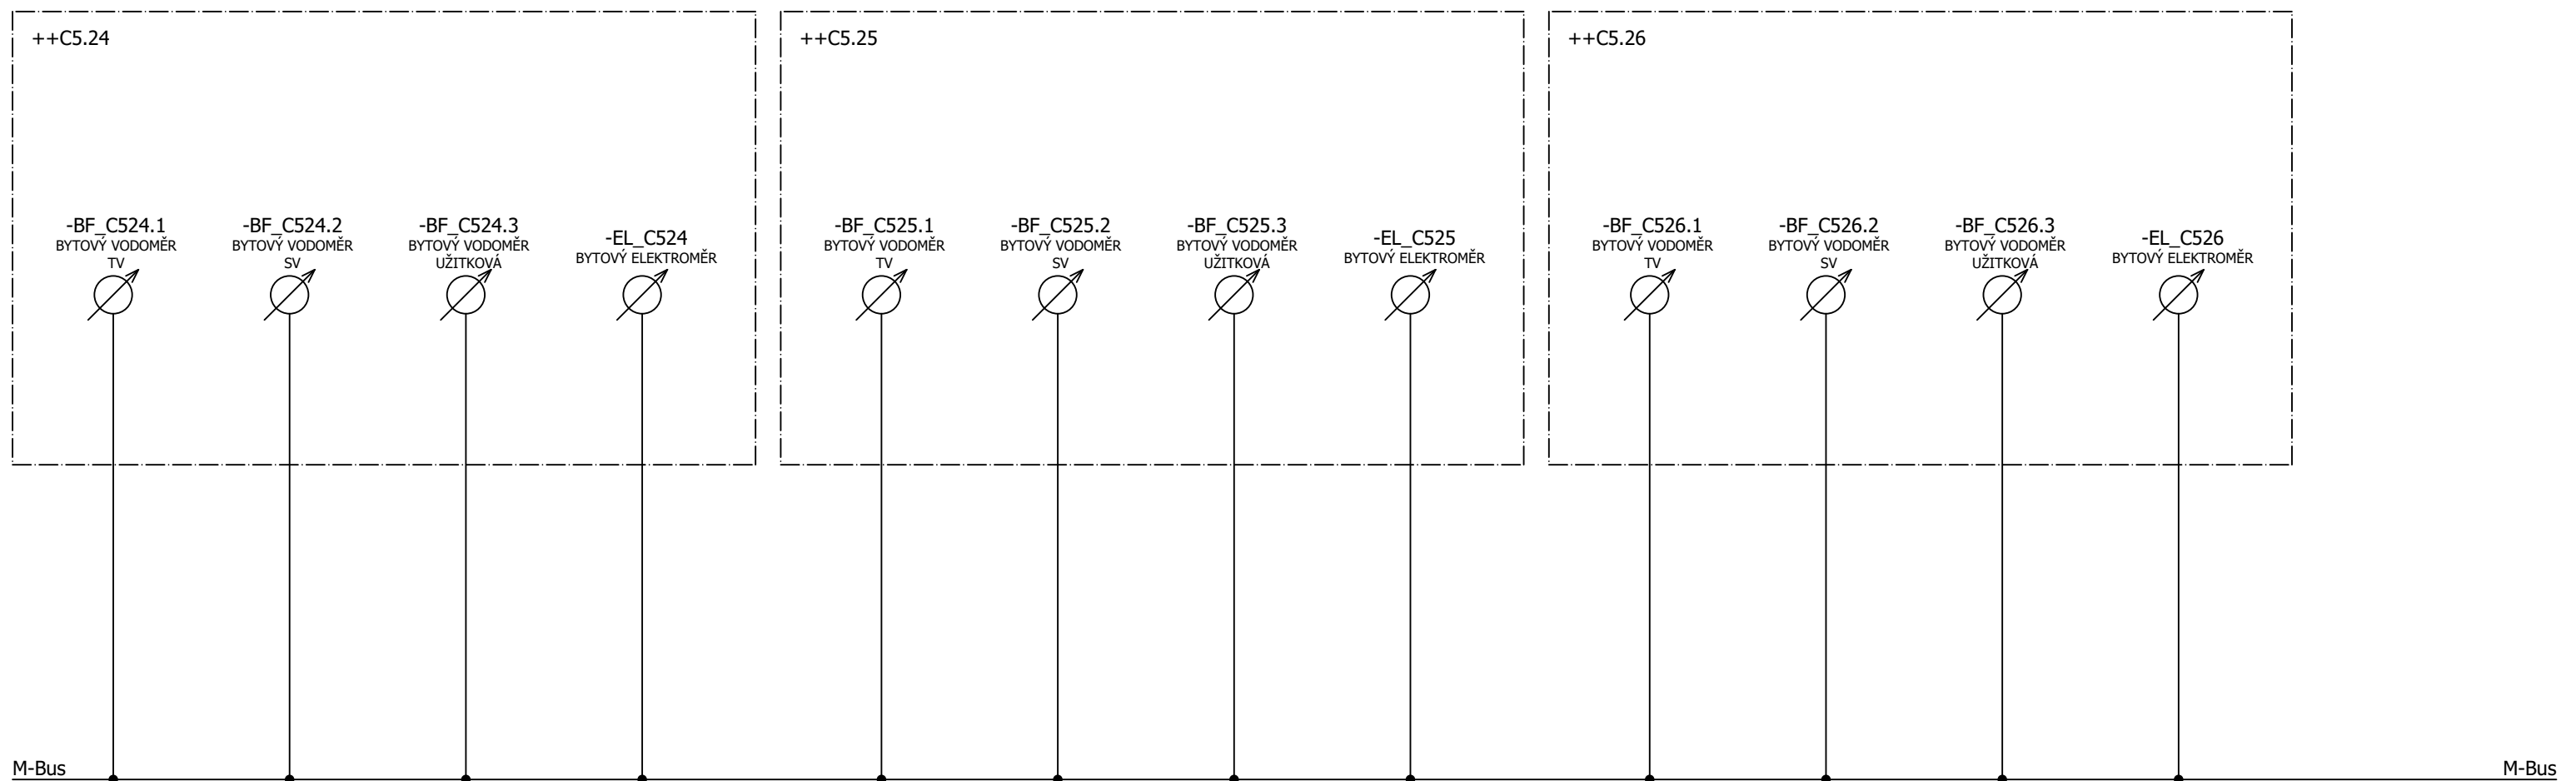 ++C5.24
++C5.25
++C5.26
-BF_C524.1
BYTOVÝ VODOMĚR
TV
-BF_C524.2
BYTOVÝ VODOMĚR
SV
-BF_C524.3
BYTOVÝ VODOMĚR
UŽITKOVÁ
-EL_C524
BYTOVÝ ELEKTROMĚR
-BF_C525.1
BYTOVÝ VODOMĚR
TV
-BF_C525.2
BYTOVÝ VODOMĚR
SV
-BF_C525.3
BYTOVÝ VODOMĚR
UŽITKOVÁ
-EL_C525
BYTOVÝ ELEKTROMĚR
-BF_C526.1
BYTOVÝ VODOMĚR
TV
-BF_C526.2
BYTOVÝ VODOMĚR
SV
-BF_C526.3
BYTOVÝ VODOMĚR
UŽITKOVÁ
-EL_C526
BYTOVÝ ELEKTROMĚR
M-Bus
M-Bus